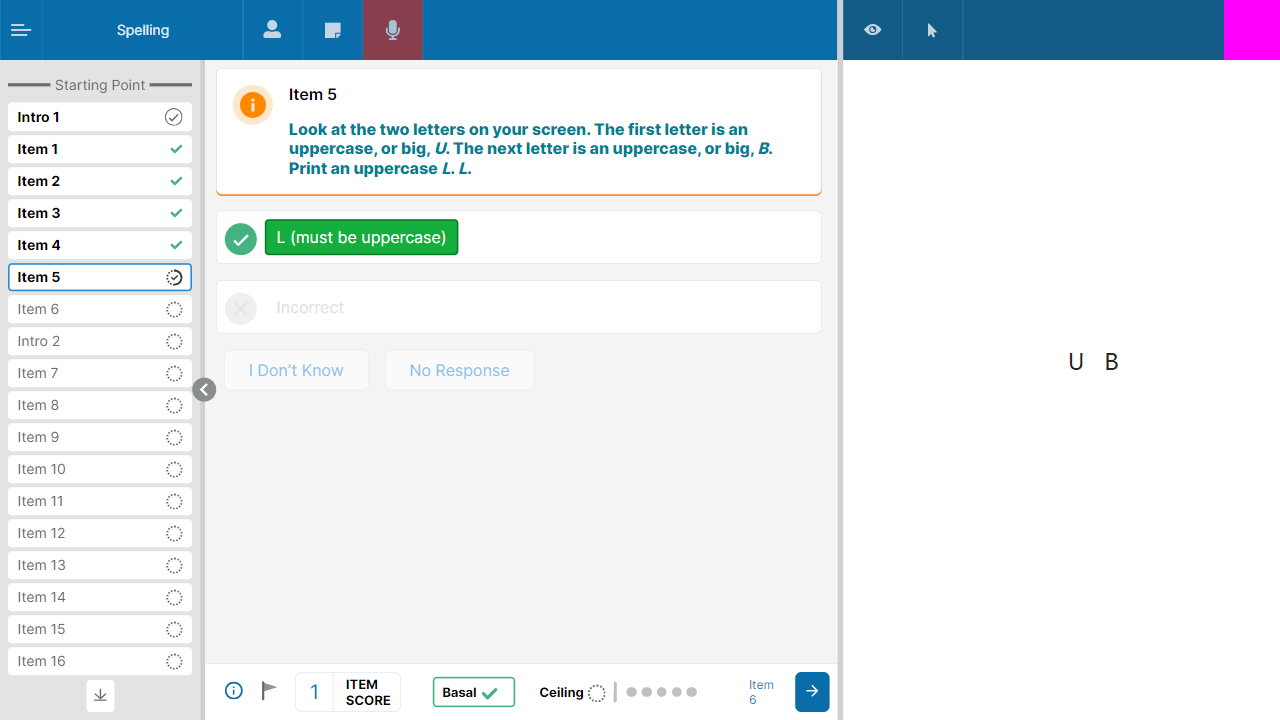 Spelling
Starting Point
Intro 1
Item 1
Item 2
Item 3
Item 4
Item 5
Item 6
Intro 2
Item 7
Item 8
Item 9
Item 10
Item 11
Item 12
Item 13
Item 14
Item 15
Item 16
Item 5
Look at the two letters on your screen. The first letter is an
uppercase, or big, U. The next letter is an uppercase, or big, B.
Print an uppercase L. L.
L (must be uppercase)
Incorrect
I Don't Know
No Response
1
ITEM
SCORE
Basal
Ceiling
Item
6
U B